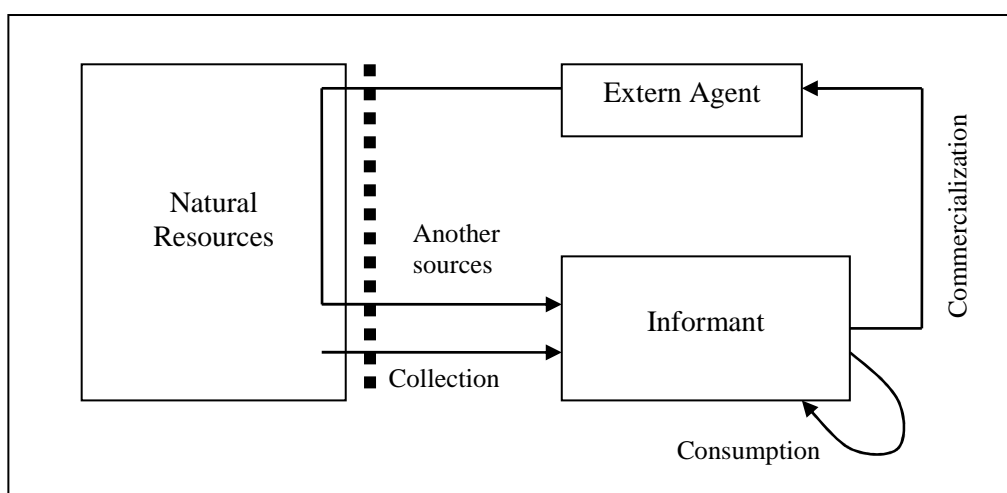 Extern Agent
Commercialization
Natural
Resources
Another
sources
Informant
Collection
Consumption